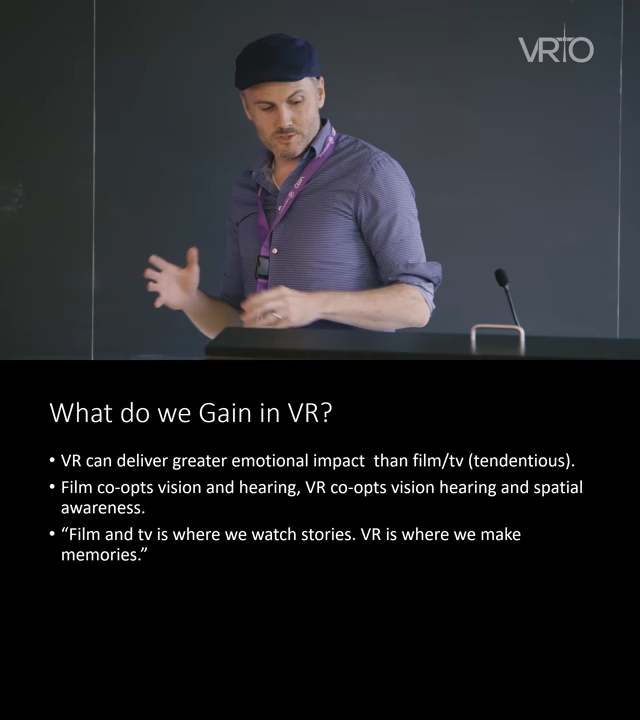 VRTO
What do we Gain in VR?
• VR can deliver greater emotional impact  than film/tv (tendentious).
• Film co-opts vision and hearing, VR co-opts vision hearing and spatial
awareness.
• “Film and tv is where we watch stories. VR is where we make
memories.”